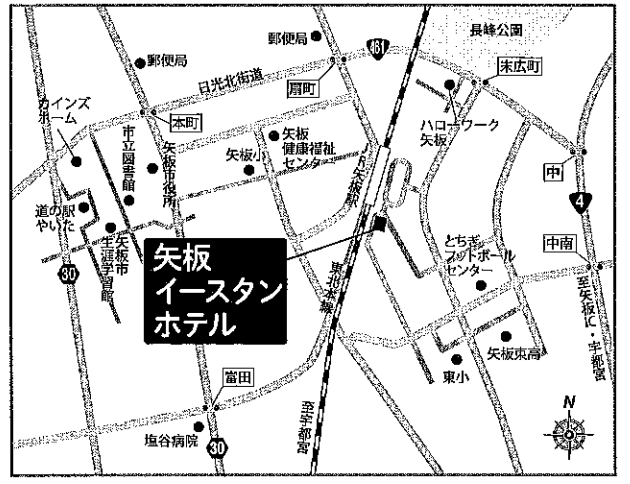 長峰公園
郵便局
461
郵便局
扇町
末広町
日光北街道
カインズ
ホーム
本町
ハローワーク
矢板
矢板
健康福祉
センター
市立図書館
矢板市役所
矢板小
JR矢板駅
中
4
道の駅
やいた
矢板市
生涯学習館
とちぎ
フットボール
センター
中南
矢板
イースタン
ホテル
30
東北本線
至矢板IC・宇都宮
矢板東高
東小
富田
至宇都宮
塩谷病院
30
N